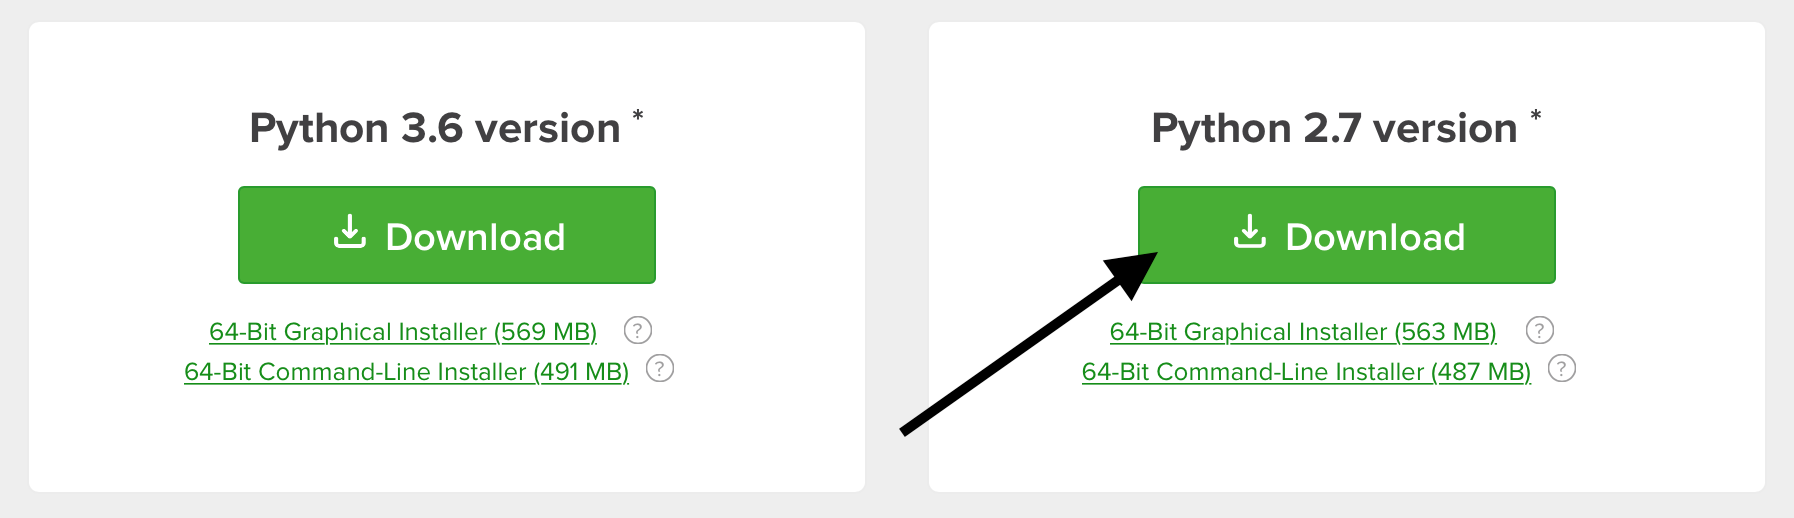 Python 3.6 version *
Download
64-Bit Graphical Installer (569 MB) ?
64-Bit Command-Line Installer (491 MB) ?
Python 2.7 version *
Download
64-Bit Graphical Installer (563 MB) ?
64-Bit Command-Line Installer (487 MB) ?